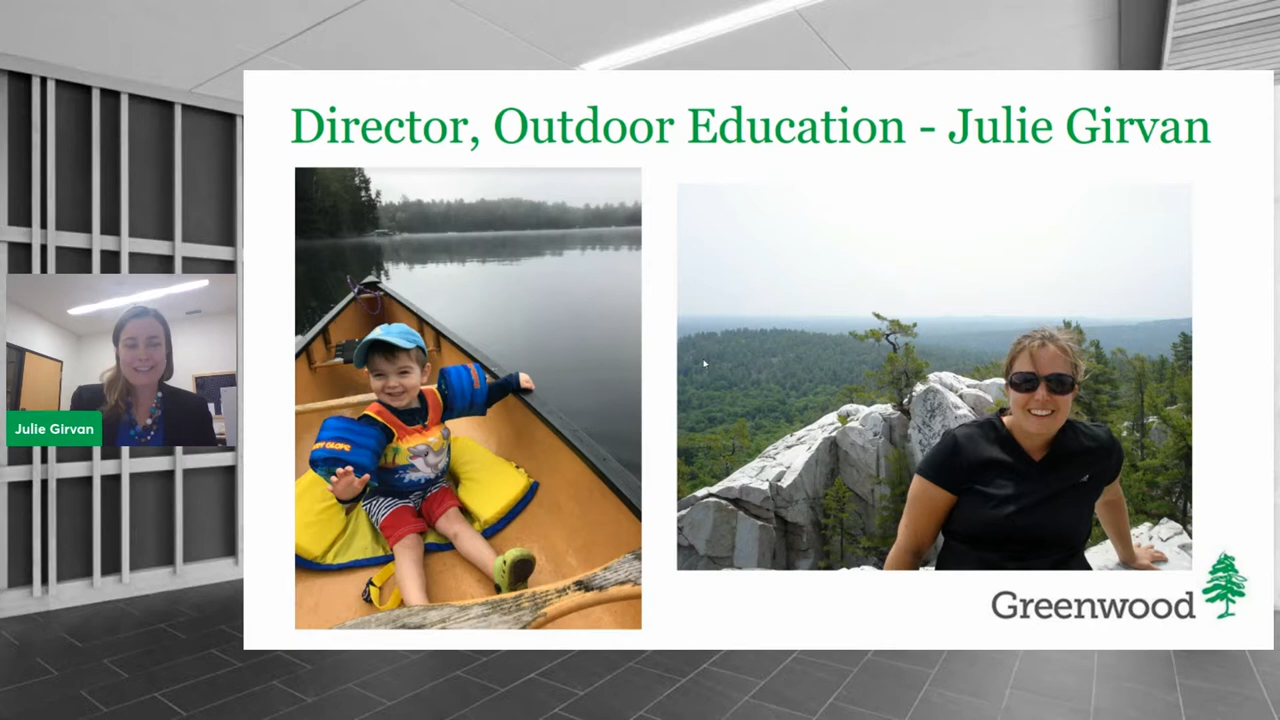 Director, Outdoor Education - Julie Girvan
Julie Girvan
Greenwood